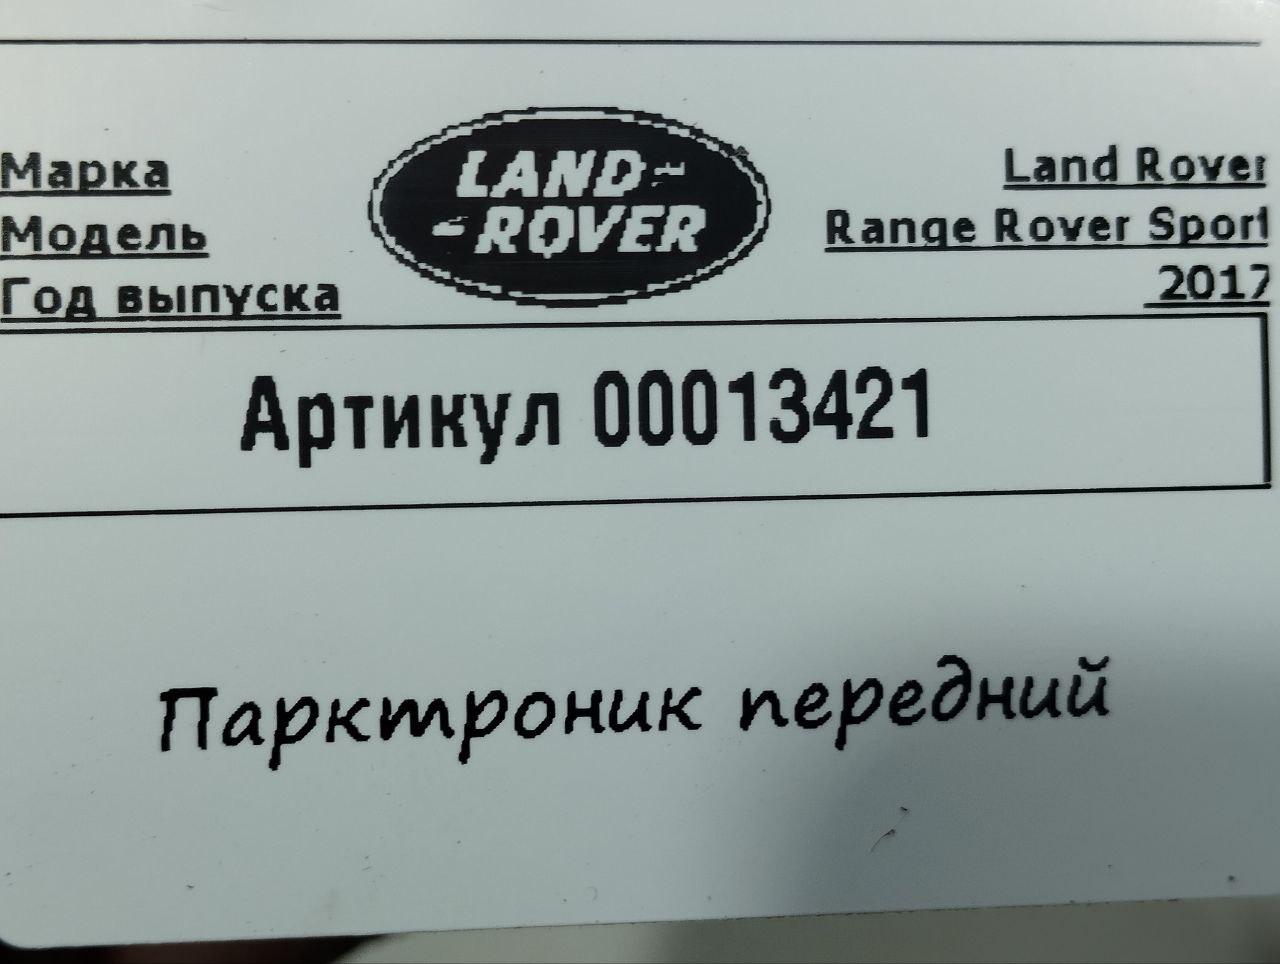 Марка Land Rover
Модель Range Rover Sport
Год выпуска 2017
LAND
ROVER
Артикул 00013421
Парктроник передний